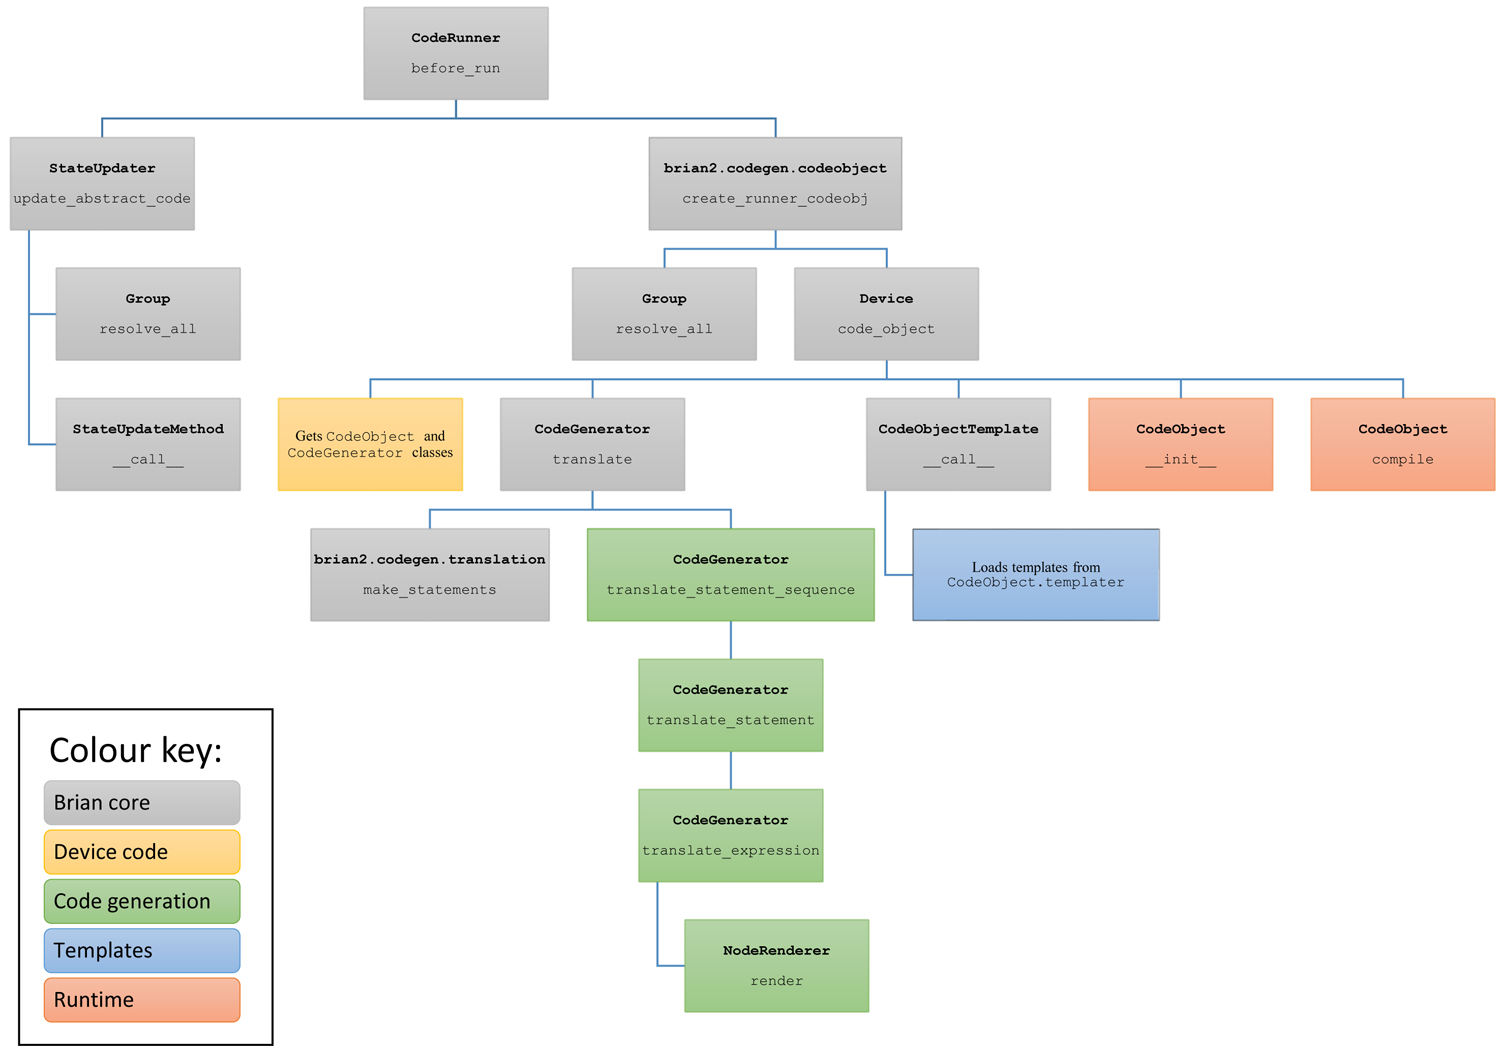 CodeRunner
before_run
StateUpdater
update_abstract_code
brian2.codegen.codeobject
create_runner_codeobj
Group
resolve_all
Group
resolve_all
Device
code_object
StateUpdateMethod
__call__
Gets CodeObject and
CodeGenerator classes
CodeGenerator
translate
CodeObjectTemplate
__call__
CodeObject
__init__
CodeObject
compile
brian2.codegen.translation
make_statements
CodeGenerator
translate_statement_sequence
Loads templates from
CodeObject.templater
CodeGenerator
translate_statement
CodeGenerator
translate_expression
NodeRenderer
render
Colour key:
Brian core
Device code
Code generation
Templates
Runtime